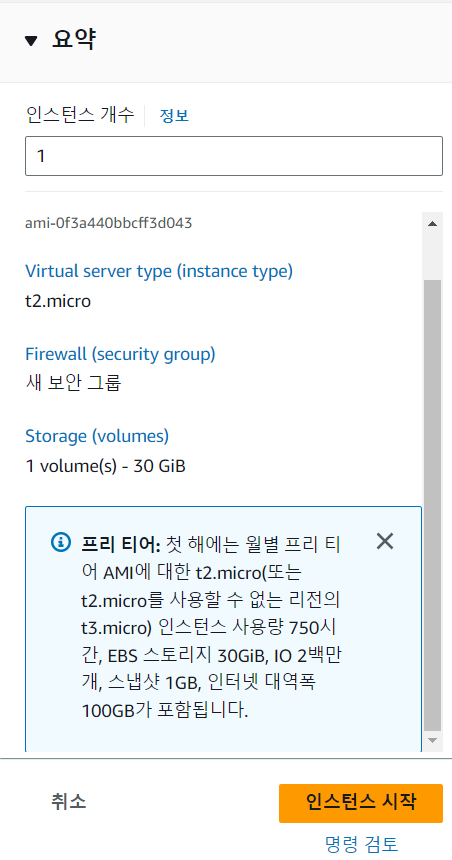 요약
인스턴스 개수 정보
1
ami-0f3a440bbcff3d043
Virtual server type (instance type)
t2.micro
Firewall (security group)
새 보안 그룹
Storage (volumes)
1 volume(s) - 30 GiB
프리 티어: 첫 해에는 월별 프리 티
어 AMI에 대한 t2.micro(또는
t2.micro를 사용할 수 없는 리전의
t3.micro) 인스턴스 사용량 750시
간, EBS 스토리지 30GiB, IO 2백만
개, 스냅샷 1GB, 인터넷 대역폭
100GB가 포함됩니다.
취소
인스턴스 시작
명령 검토